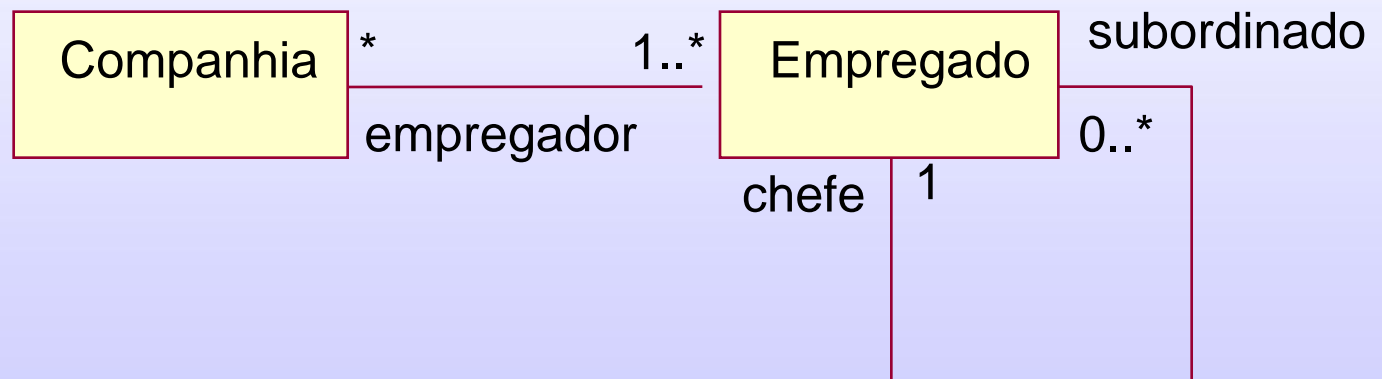 Companhia
*
1..*
empregador
Empregado
subordinado
0..*
chefe
1